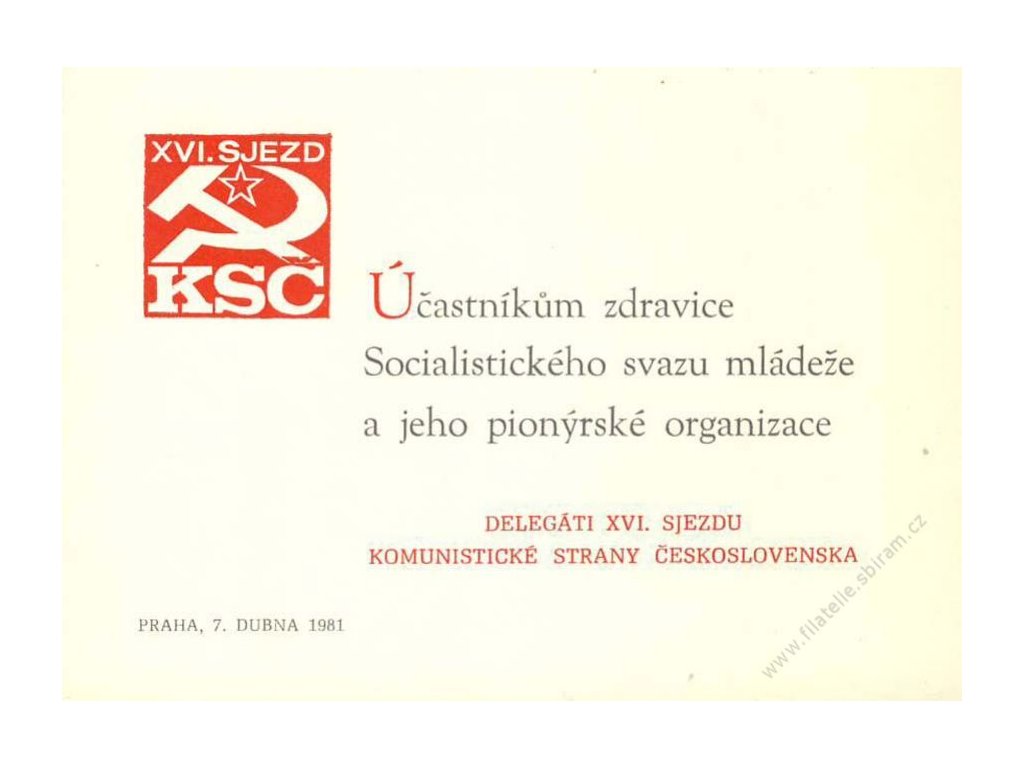 XVI. SJEZD
KSČ
Účastníkům zdravice
Socialistického svazu mládeže
a jeho pionýrské organizace
DELEGÁTI XVI. SJEZDU
KOMUNISTICKÉ STRANY ČESKOSLOVENSKA
PRAHA, 7. DUBNA 1981
www.filatelie.sbiram.cz